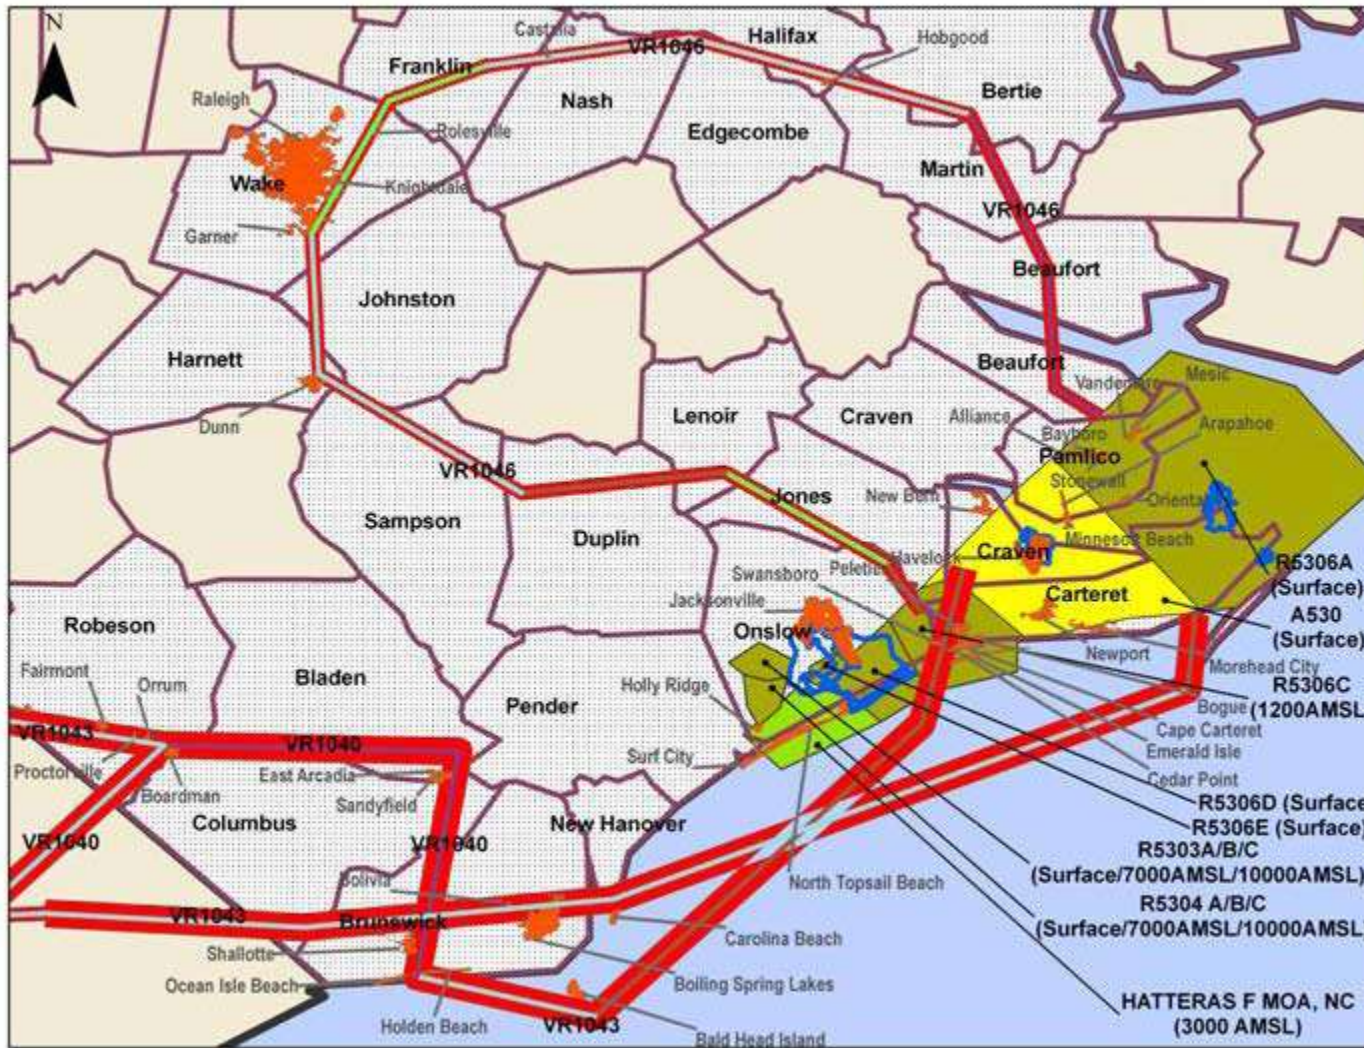 N
Castalia
VR1046
Halifax
Hobgood
Franklin
Bertie
Raleigh
Nash
Edgecombe
Rolesville
Wake
Knightdale
Martin
VR1046
Garner
Beaufort
Johnston
Harnett
Beaufort
Vandemere
Mesic
Dunn
Lenoir
Craven
Alliance
Arapahoe
Bayboro
Pamlico
VR1046
Stonewall
Jones
New Bern
Oriental
Sampson
Duplin
Minnesott Beach
Craven
Havelock
Peletier
Swansboro
R5306A
(Surface)
Jacksonville
Carteret
A530
(Surface)
Robeson
Onslow
Newport
Morehead City
Fairmont
Orrum
Bladen
Holly Ridge
R5306C
(1200AMSL)
Pender
Bogue
VR1043
VR1040
Cape Carteret
Emerald Isle
Surf City
Proctorville
East Arcadia
Cedar Point
Boardman
Sandyfield
R5306D (Surface
R5306E (Surface)
Columbus
New Hanover
VR1040
VR1040
R5303A/B/C
(Surface/7000AMSL/10000AMSL)
Bolivia
North Topsail Beach
R5304 A/B/C
(Surface/7000AMSL/10000AMSL)
VR1043
Brunswick
Carolina Beach
Shallotte
Boiling Spring Lakes
Ocean Isle Beach
HATTERAS F MOA, NC
(3000 AMSL)
Holden Beach
VR1043
Bald Head Island